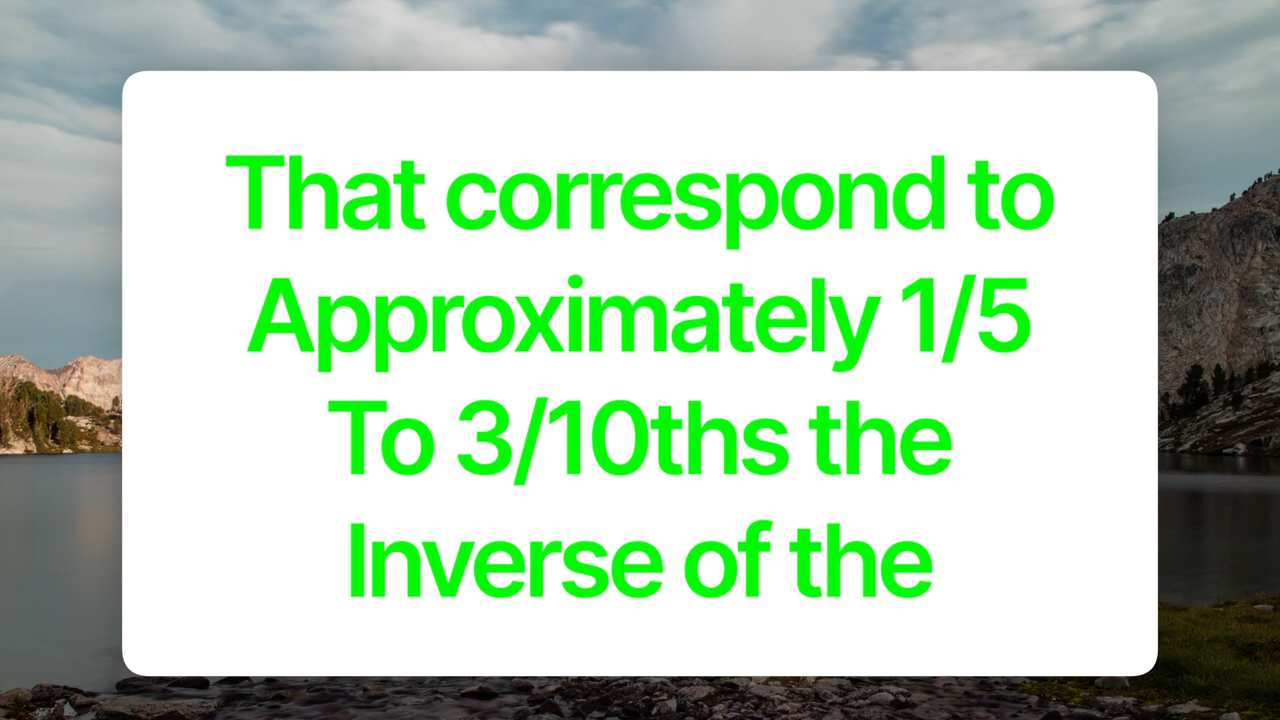 That correspond to
Approximately 1/5
To 3/10ths the
Inverse of the